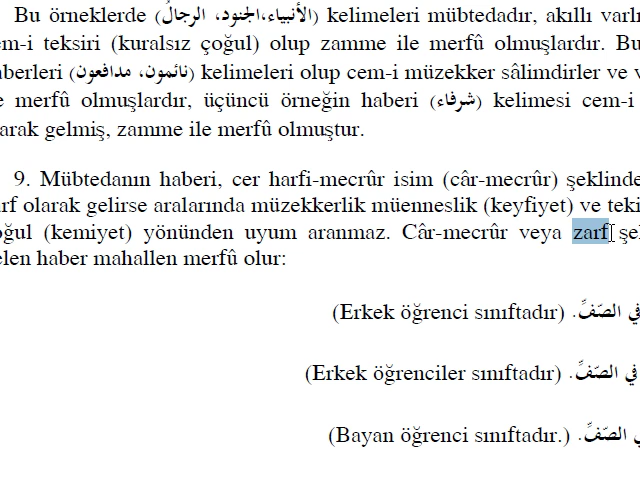 Bu örneklerde (الأنبياء،الجنود، الرجالُ) kelimeleri mübtedadır, akıllı varlı
em-i teksiri (kuralsız çoğul) olup zamme ile merfû olmuşlardır. Bu
aberleri (نائمون، مدافعون) kelimeleri olup cem-i müzekker sâlimdirler ve v
e merfû olmuşlardır, üçüncü örneğin haberi (شرفاء) kelimesi cem-i
arak gelmiş, zamme ile merfû olmuştur.
9. Mübtedanın haberi, cer harfi-mecrûr isim (câr-mecrûr) şeklinde
arf olarak gelirse aralarında müzekkerlik müenneslik (keyfiyet) ve teki
oğul (kemiyet) yönünden uyum aranmaz. Câr-mecrûr veya zarf şek
elen haber mahallen merfû olur:
(Erkek öğrenci sınıftadır) في الصّفِّ.
(Erkek öğrenciler sınıftadır) في الصّفِّ.
(Bayan öğrenci sınıftadır.) في الصّفِّ.